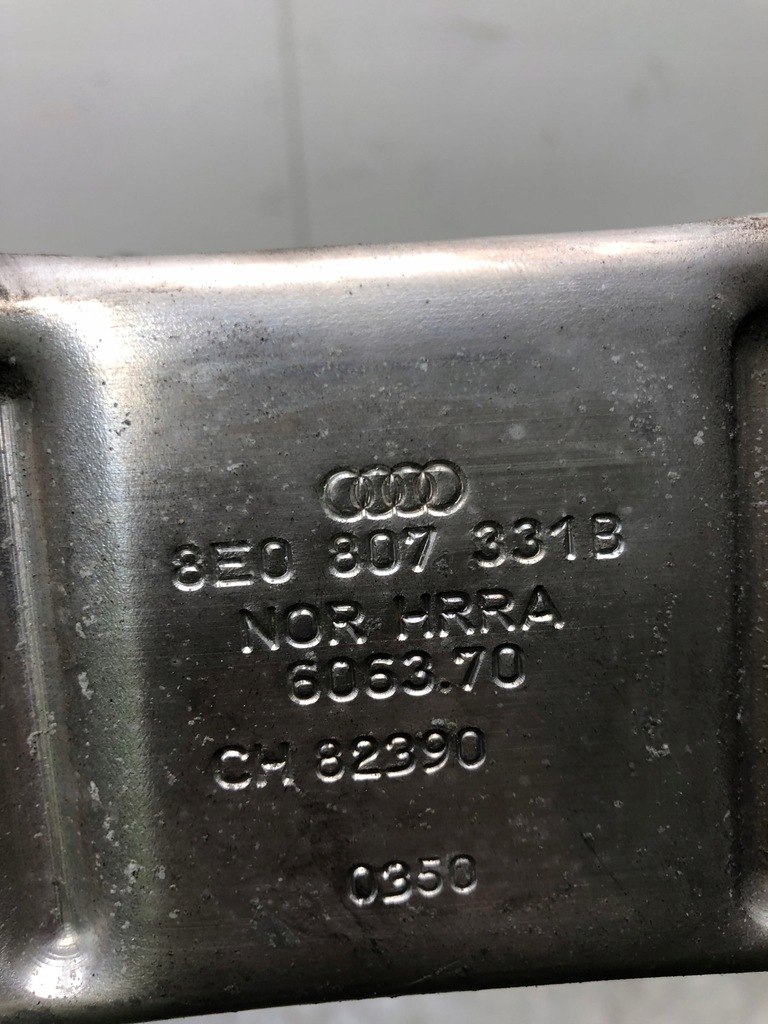 8E0 807 331B
NOR HRRA
6063.70
CH 82390
0350